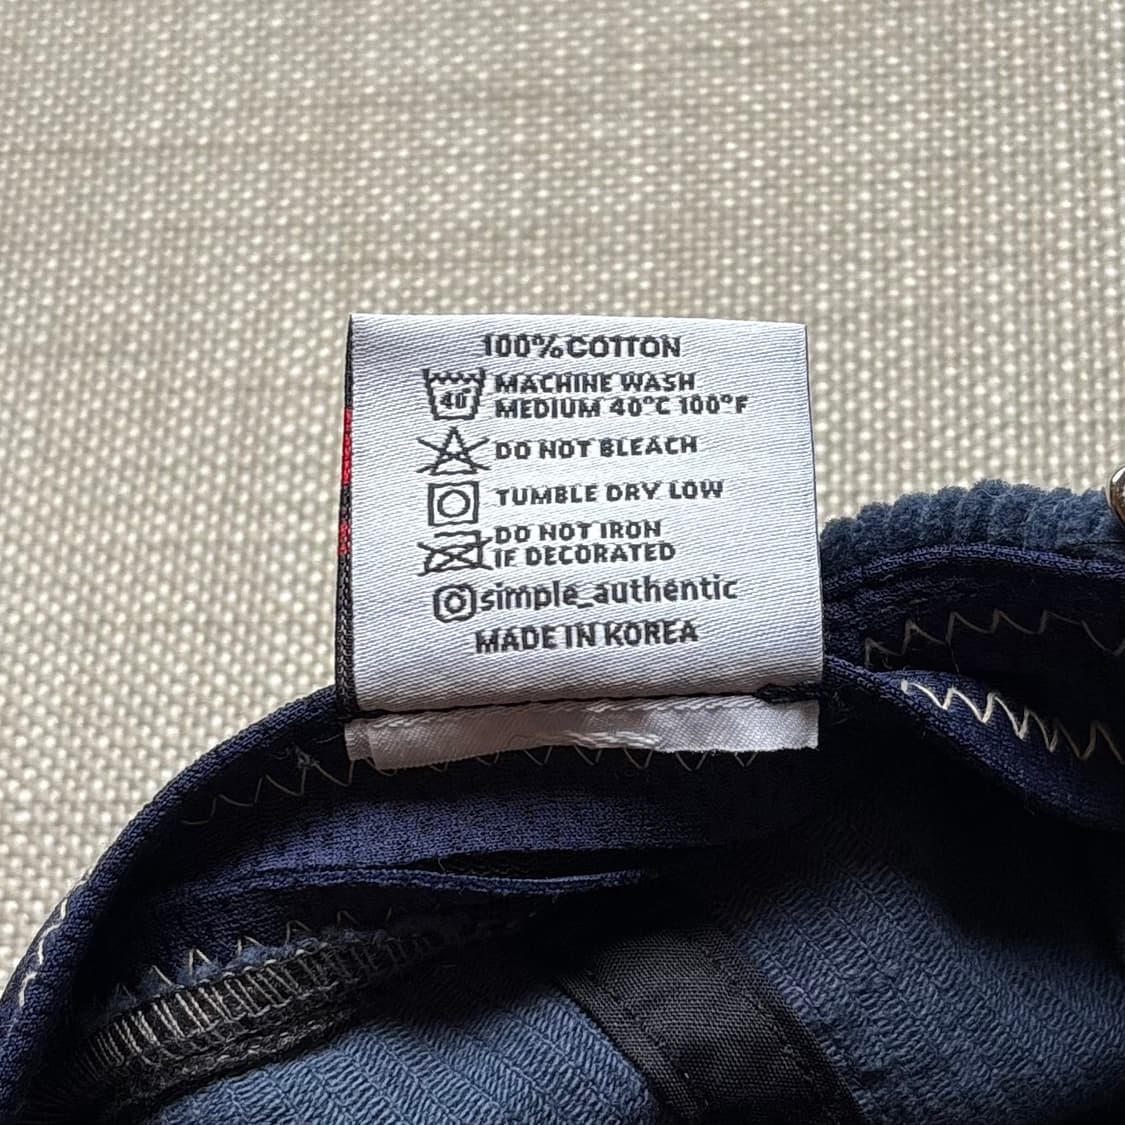 100% COTTON
40°
MACHINE WASH
MEDIUM 40°C 100°F
DO NOT BLEACH
TUMBLE DRY LOW
DO NOT IRON
IF DECORATED
simple_authentic
MADE IN KOREA